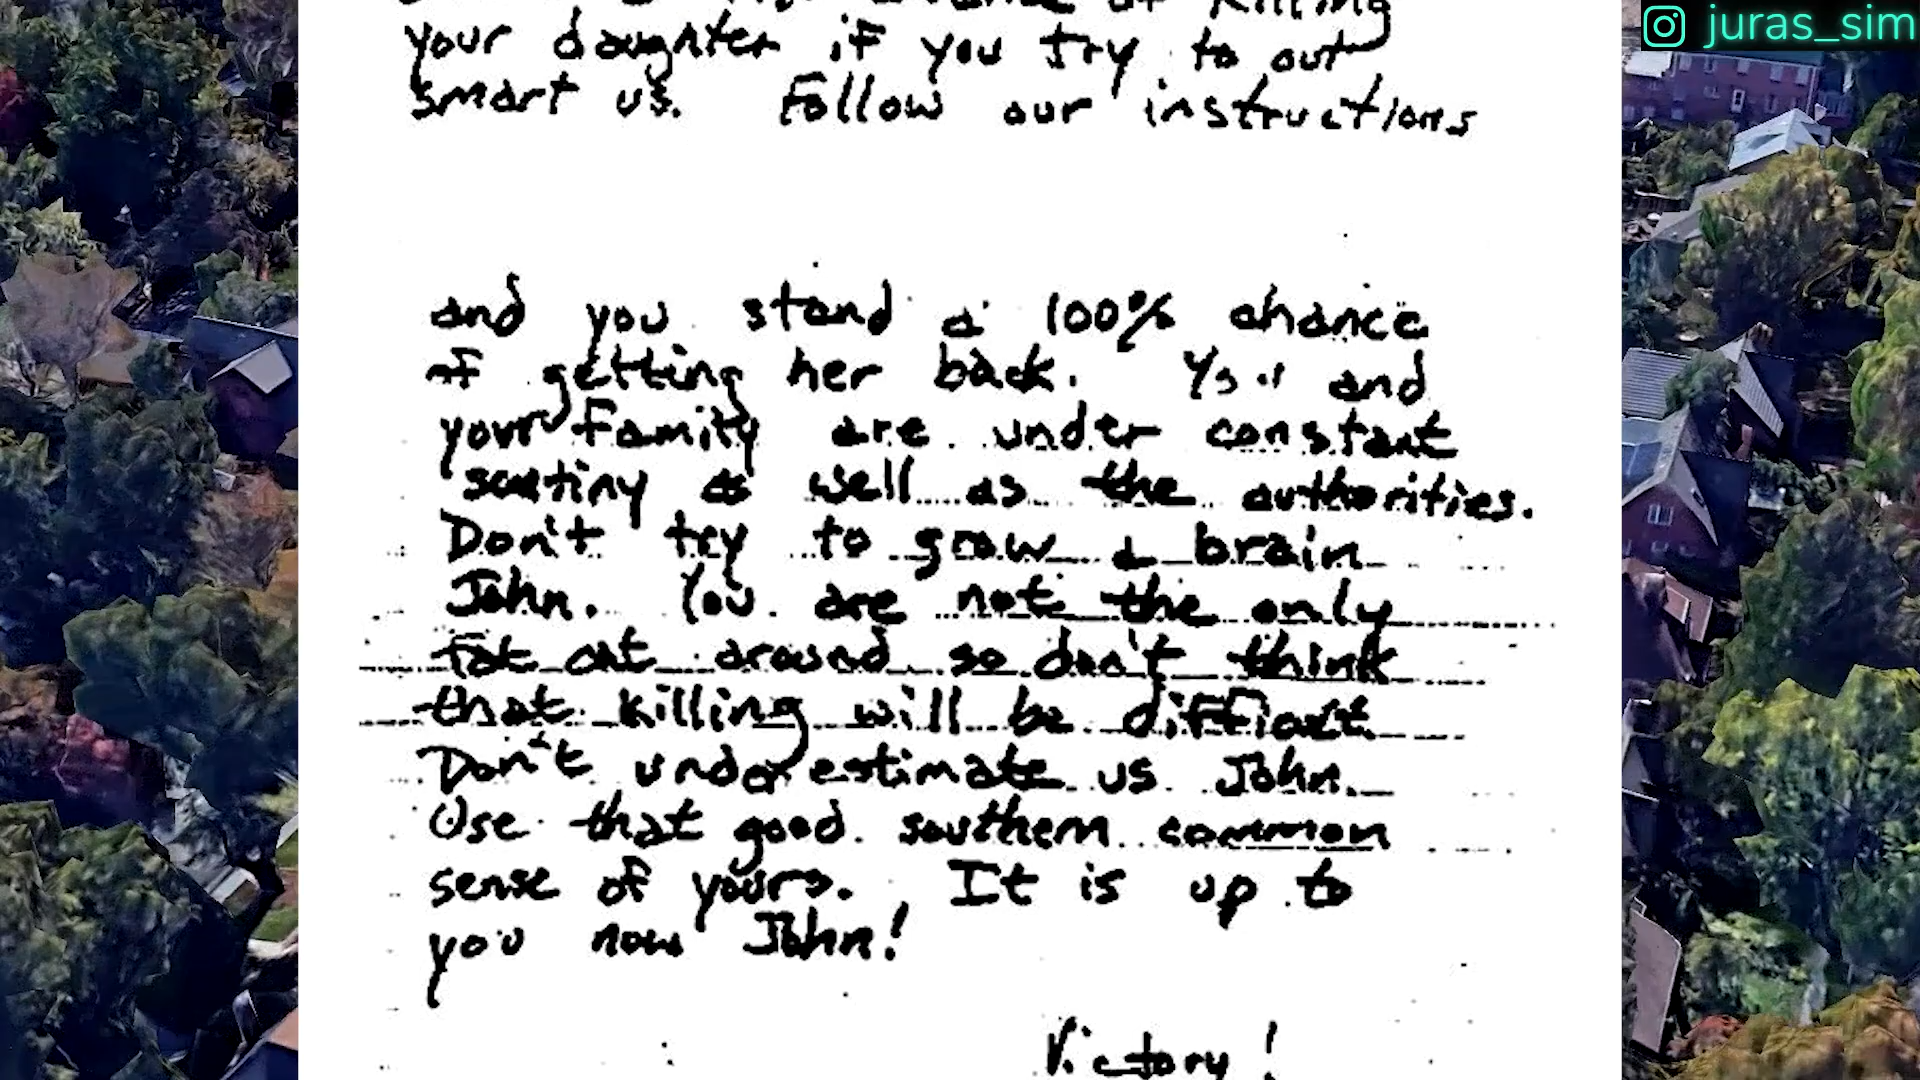 killing
your daughter if you try to out
smart us. Follow our instructions
and you stand a 100% chance
of getting her back. You and
your family are under constant
scutiny as well as the authorities.
Don't try to grow a brain
John. You are not the only
fat cat around so don't think
that killing will be difficult.
Don't underestimate us John.
Use that good southern common
sense of yours. It is up to
you now John!
Victory!
juras_sim